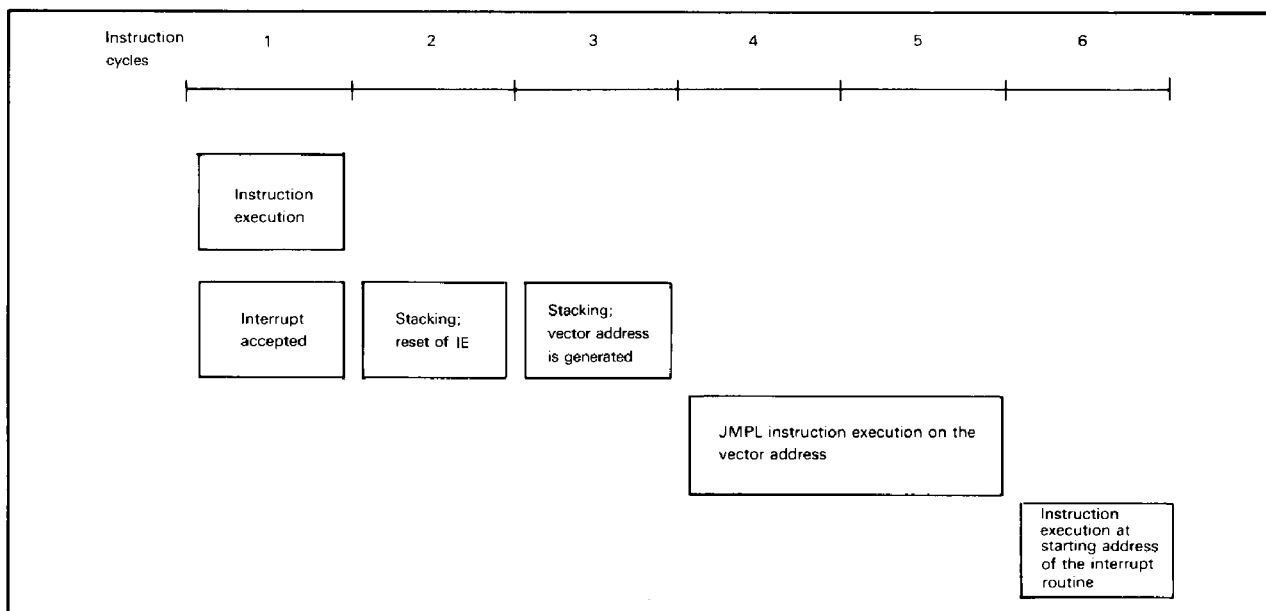 Instruction
cycles
1
2
3
4
5
6
Instruction
execution
Interrupt
accepted
Stacking;
reset of IE
Stacking;
vector address
is generated
JMPL instruction execution on the
vector address
Instruction
execution at
starting address
of the interrupt
routine